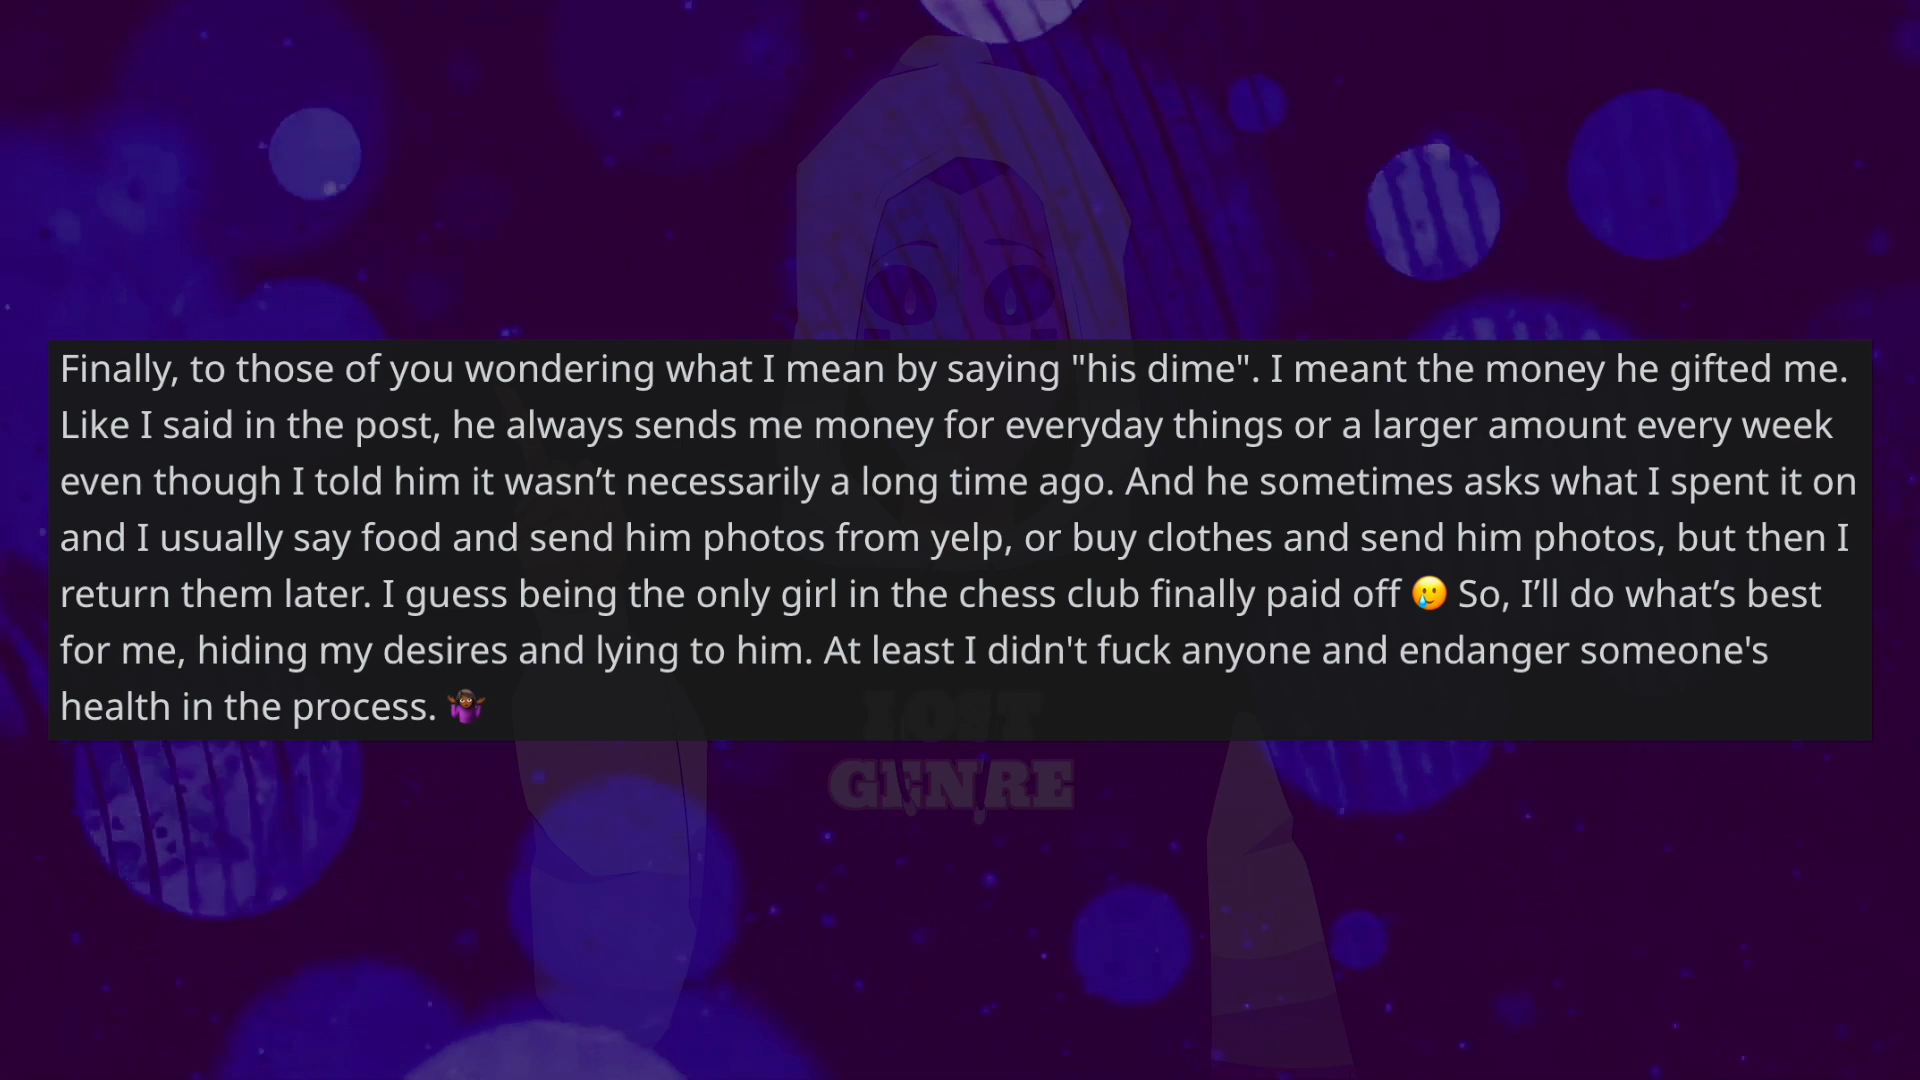 Finally, to those of you wondering what I mean by saying "his dime". I meant the money he gifted me.
Like I said in the post, he always sends me money for everyday things or a larger amount every week
even though I told him it wasn’t necessarily a long time ago. And he sometimes asks what I spent it on
and I usually say food and send him photos from yelp, or buy clothes and send him photos, but then I
return them later. I guess being the only girl in the chess club finally paid off 🥲 So, I’ll do what’s best
for me, hiding my desires and lying to him. At least I didn't fuck anyone and endanger someone's
health in the process. 🤷🏾‍♀️
LOST
GENRE